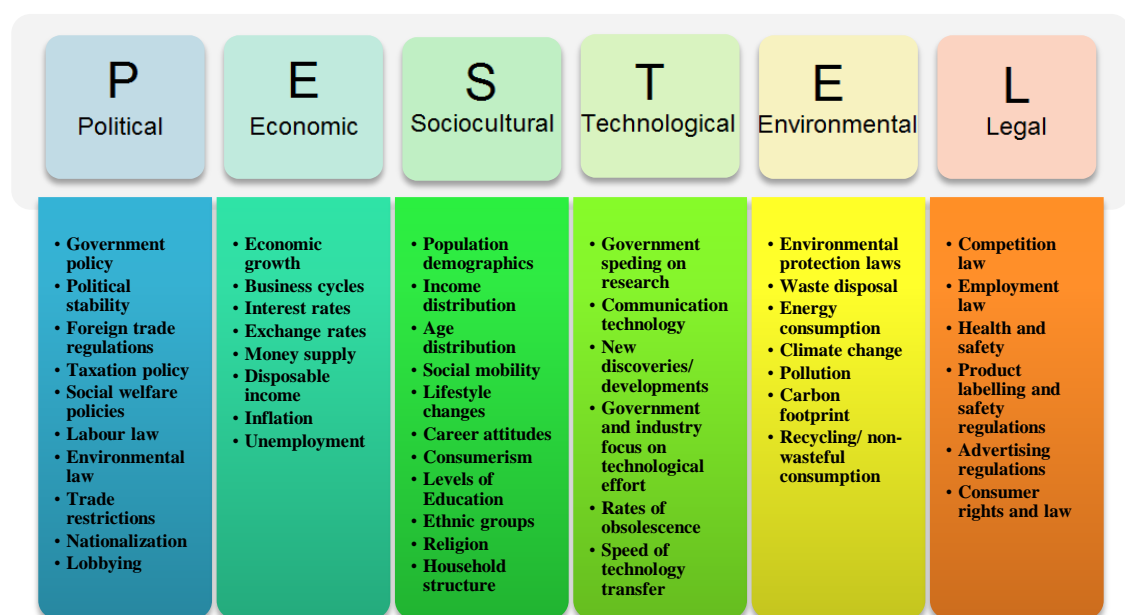 P
Political
E
Economic
S
Sociocultural
T
Technological
E
Environmental
L
Legal
• Government
policy
• Political
stability
• Foreign trade
regulations
• Taxation policy
• Social welfare
policies
• Labour law
• Environmental
law
• Trade
restrictions
• Nationalization
• Lobbying
• Economic
growth
• Business cycles
• Interest rates
• Exchange rates
• Money supply
• Disposable
income
• Inflation
• Unemployment
• Population
demographics
• Income
distribution
• Age
distribution
• Social mobility
• Lifestyle
changes
• Career attitudes
• Consumerism
• Levels of
Education
• Ethnic groups
• Religion
• Household
structure
• Government
speding on
research
• Communication
technology
• New
discoveries/
developments
• Government
and industry
focus on
technological
effort
• Rates of
obsolescence
• Speed of
technology
transfer
• Environmental
protection laws
• Waste disposal
• Energy
consumption
• Climate change
• Pollution
• Carbon
footprint
• Recycling/ non-
wasteful
consumption
• Competition
law
• Employment
law
• Health and
safety
• Product
labelling and
safety
regulations
• Advertising
regulations
• Consumer
rights and law